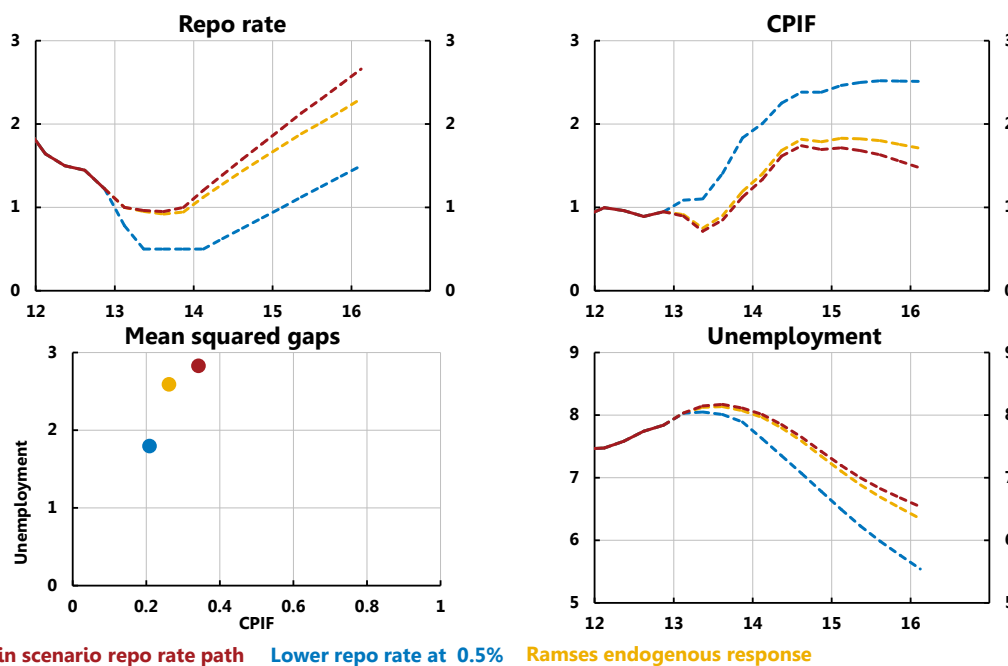 Repo rate
3 3
2 2
1 1
0 0
12 13 14 15 16
CPIF
3 3
2 2
1 1
0 0
12 13 14 15 16
Mean squared gaps
3
2
1
0
Unemployment
0 0.2 0.4 0.6 0.8 1
CPIF
Unemployment
9 9
8 8
7 7
6 6
5 5
12 13 14 15 16
in scenario repo rate path Lower repo rate at 0.5% Ramses endogenous response